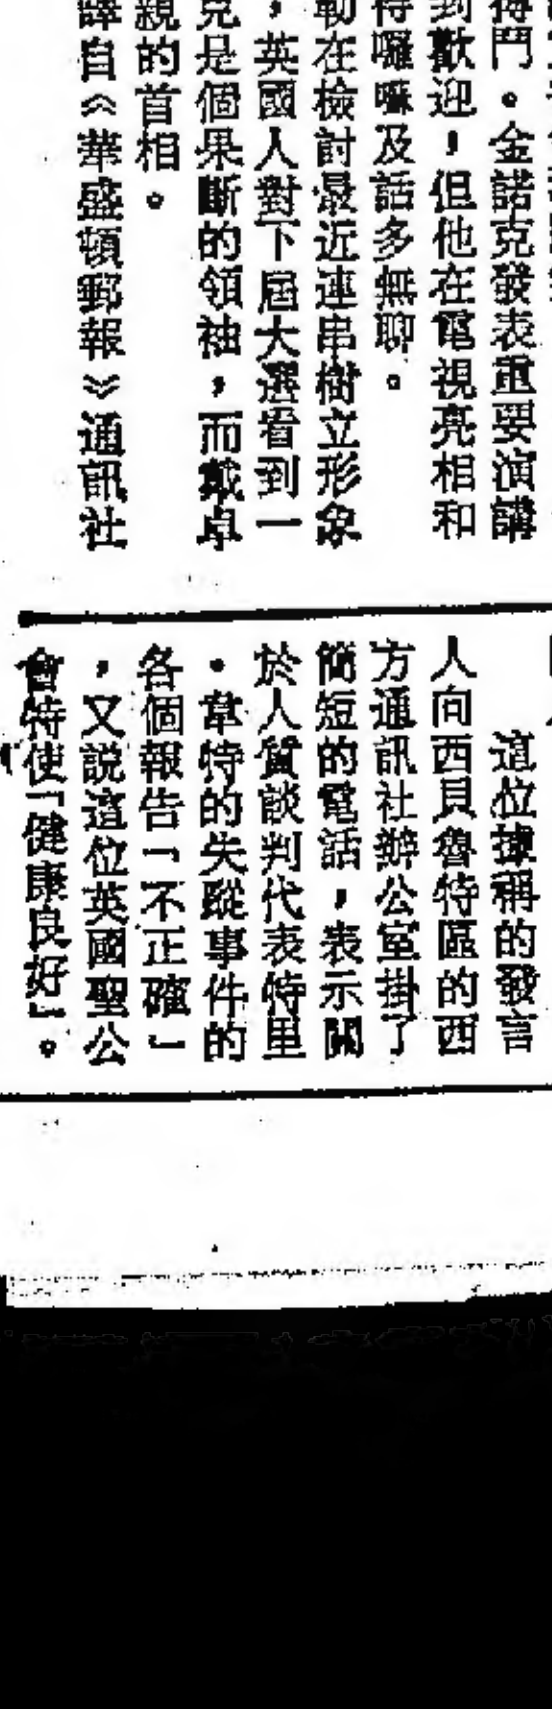 搏鬥。金諾克發表重要演講
到歡迎，但他在電視亮相和
得囉嗦及話多無聊。
勒在檢討最近連串樹立形象
，英國人對下屆大選看到一
克是個果斷的領袖，而戴卓
親的首相。
譯自《華盛頓郵報》通訊社
這位據稱的發言
人向西貝魯特區的西
方通訊社辦公室掛了
簡短的電話，表示關
於人質談判代表特里
·韋特的失蹤事件的
各個報告「不正確」
，又說這位英國聖公
會特使「健康良好」。